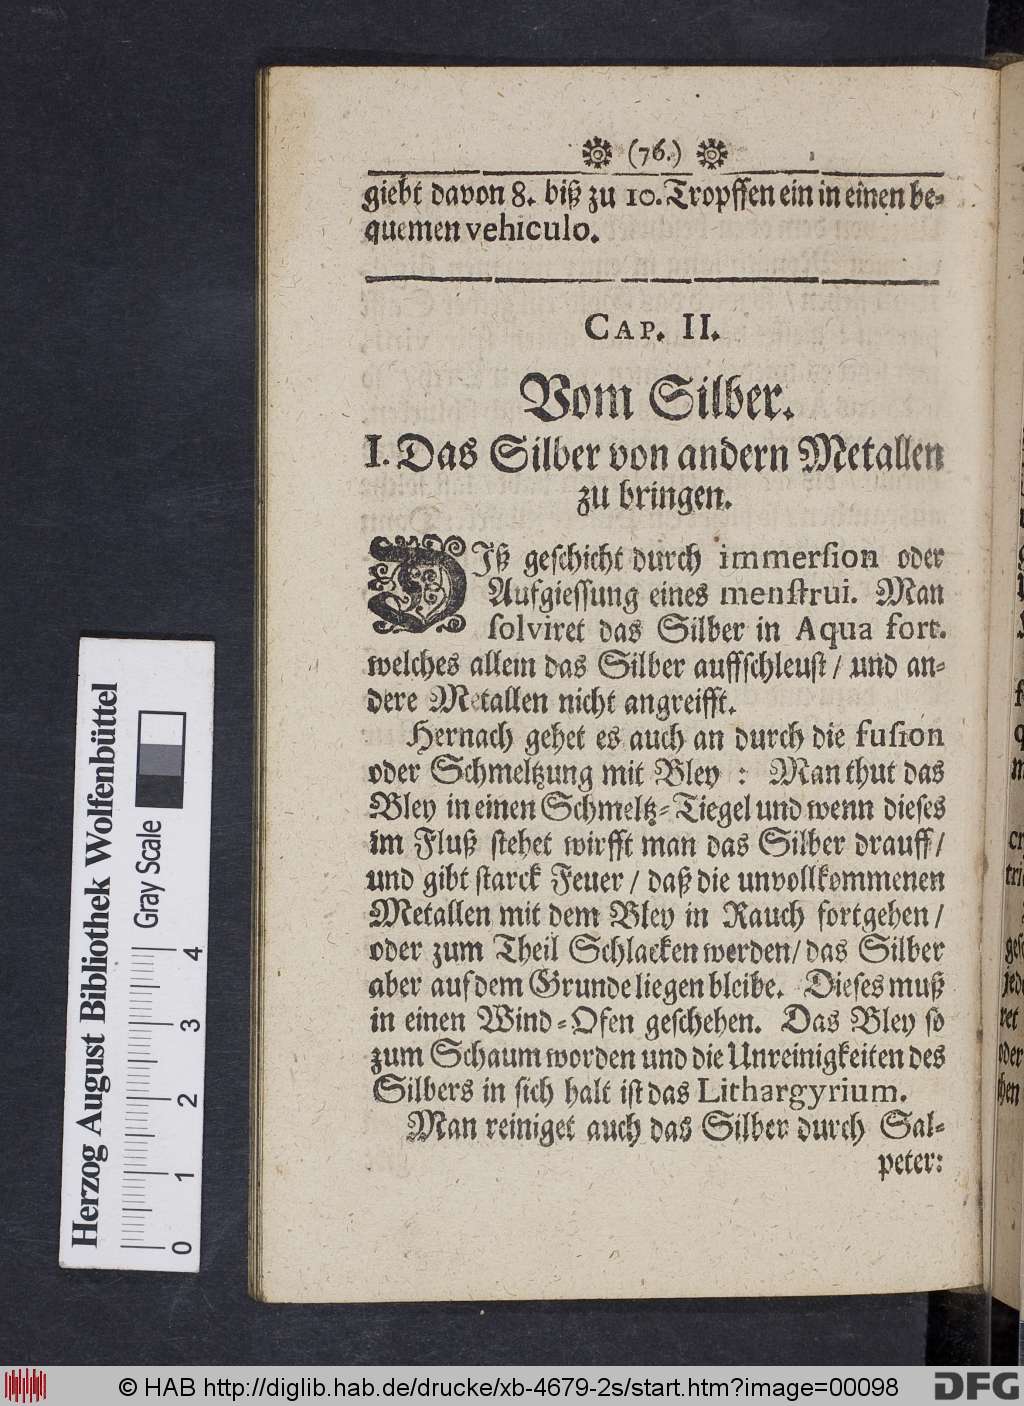 (76.)
giebt davon 8. biß zu 10. Tropffen ein in einen be-
quemen vehiculo.
CAP. II.
Vom Silber.
I. Das Silber von andern Metallen
zu bringen.
DIß geschicht durch immersion oder
Aufgiessung eines menstrui. Man
solviret das Silber in Aqua fort.
welches allein das Silber auffschleust / und an-
dere Metallen nicht angreifft.
Hernach gehet es auch an durch die fusion
oder Schmeltzung mit Bley : Man thut das
Bley in einen Schmeltz-Tiegel und wenn dieses
im Fluß stehet wirfft man das Silber drauff /
und gibt starck Feuer / daß die unvollkommenen
Metallen mit dem Bley in Rauch fortgehen /
oder zum Theil Schlacken werden / das Silber
aber auf dem Grunde liegen bleibe. Dieses muß
in einen Wind-Ofen geschehen. Das Bley so
zum Schaum worden und die Unreinigkeiten des
Silbers in sich halt ist das Lithargyrium.
Man reiniget auch das Silber durch Sal-
peter:
Herzog August Bibliothek Wolfenbüttel
Gray Scale
0 1 2 3 4
© HAB http://diglib.hab.de/drucke/xb-4679-2s/start.htm?image=00098
DFG